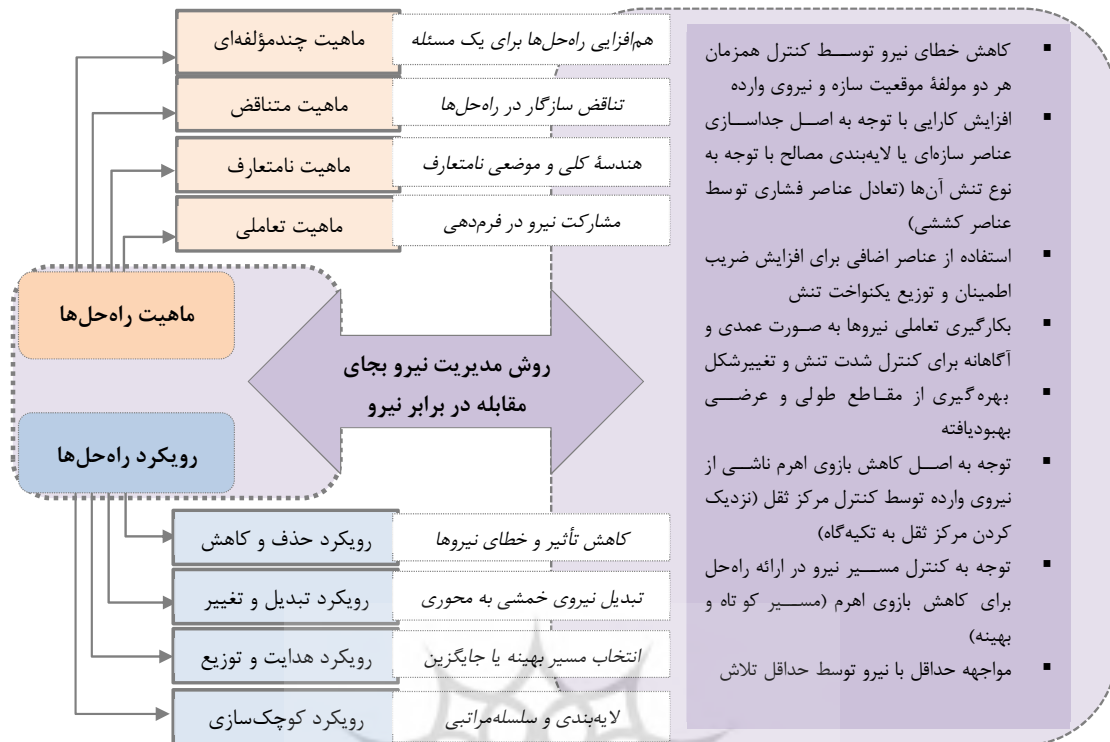 ماهیت چندمؤلفه‌ای
هم‌افزایی راه‌حل‌ها برای یک مسئله
ماهیت متناقض
تناقض سازگار در راه‌حل‌ها
ماهیت نامتعارف
هندسهٔ کلی و موضعی نامتعارف
ماهیت تعاملی
مشارکت نیرو در فرم‌دهی
ماهیت راه‌حل‌ها
روش مدیریت نیرو بجای
مقابله در برابر نیرو
رویکرد راه‌حل‌ها
رویکرد حذف و کاهش
کاهش تأثیر و خطای نیروها
رویکرد تبدیل و تغییر
تبدیل نیروی خمشی به محوری
رویکرد هدایت و توزیع
انتخاب مسیر بهینه یا جایگزین
رویکرد کوچک‌سازی
لایه‌بندی و سلسله‌مراتبی
▪ کاهش خطای نیرو توسط کنترل همزمان
هر دو مولفهٔ موقعیت سازه و نیروی وارده
▪ افزایش کارایی با توجه به اصل جداسازی
عناصر سازه‌ای یا لایه‌بندی مصالح با توجه به
نوع تنش آن‌ها (تعادل عناصر فشاری توسط
عناصر کششی)
▪ استفاده از عناصر اضافی برای افزایش ضریب
اطمینان و توزیع یکنواخت تنش
▪ بکارگیری تعاملی نیروها به صورت عمدی و
آگاهانه برای کنترل شدت تنش و تغییرشکل
▪ بهره گیری از مقاطع طولی و عرضی
بهبودیافته
▪ توجه به اصل کاهش بازوی اهرم ناشی از
نیروی وارده توسط کنترل مرکز ثقل (نزدیک
کردن مرکز ثقل به تکیه‌گاه)
▪ توجه به کنترل مسیر نیرو در ارائه راه‌حل
برای کاهش بازوی اهرم (مسیر کو تاه و
بهینه)
▪ مواجهه حداقل با نیرو توسط حداقل تلاش